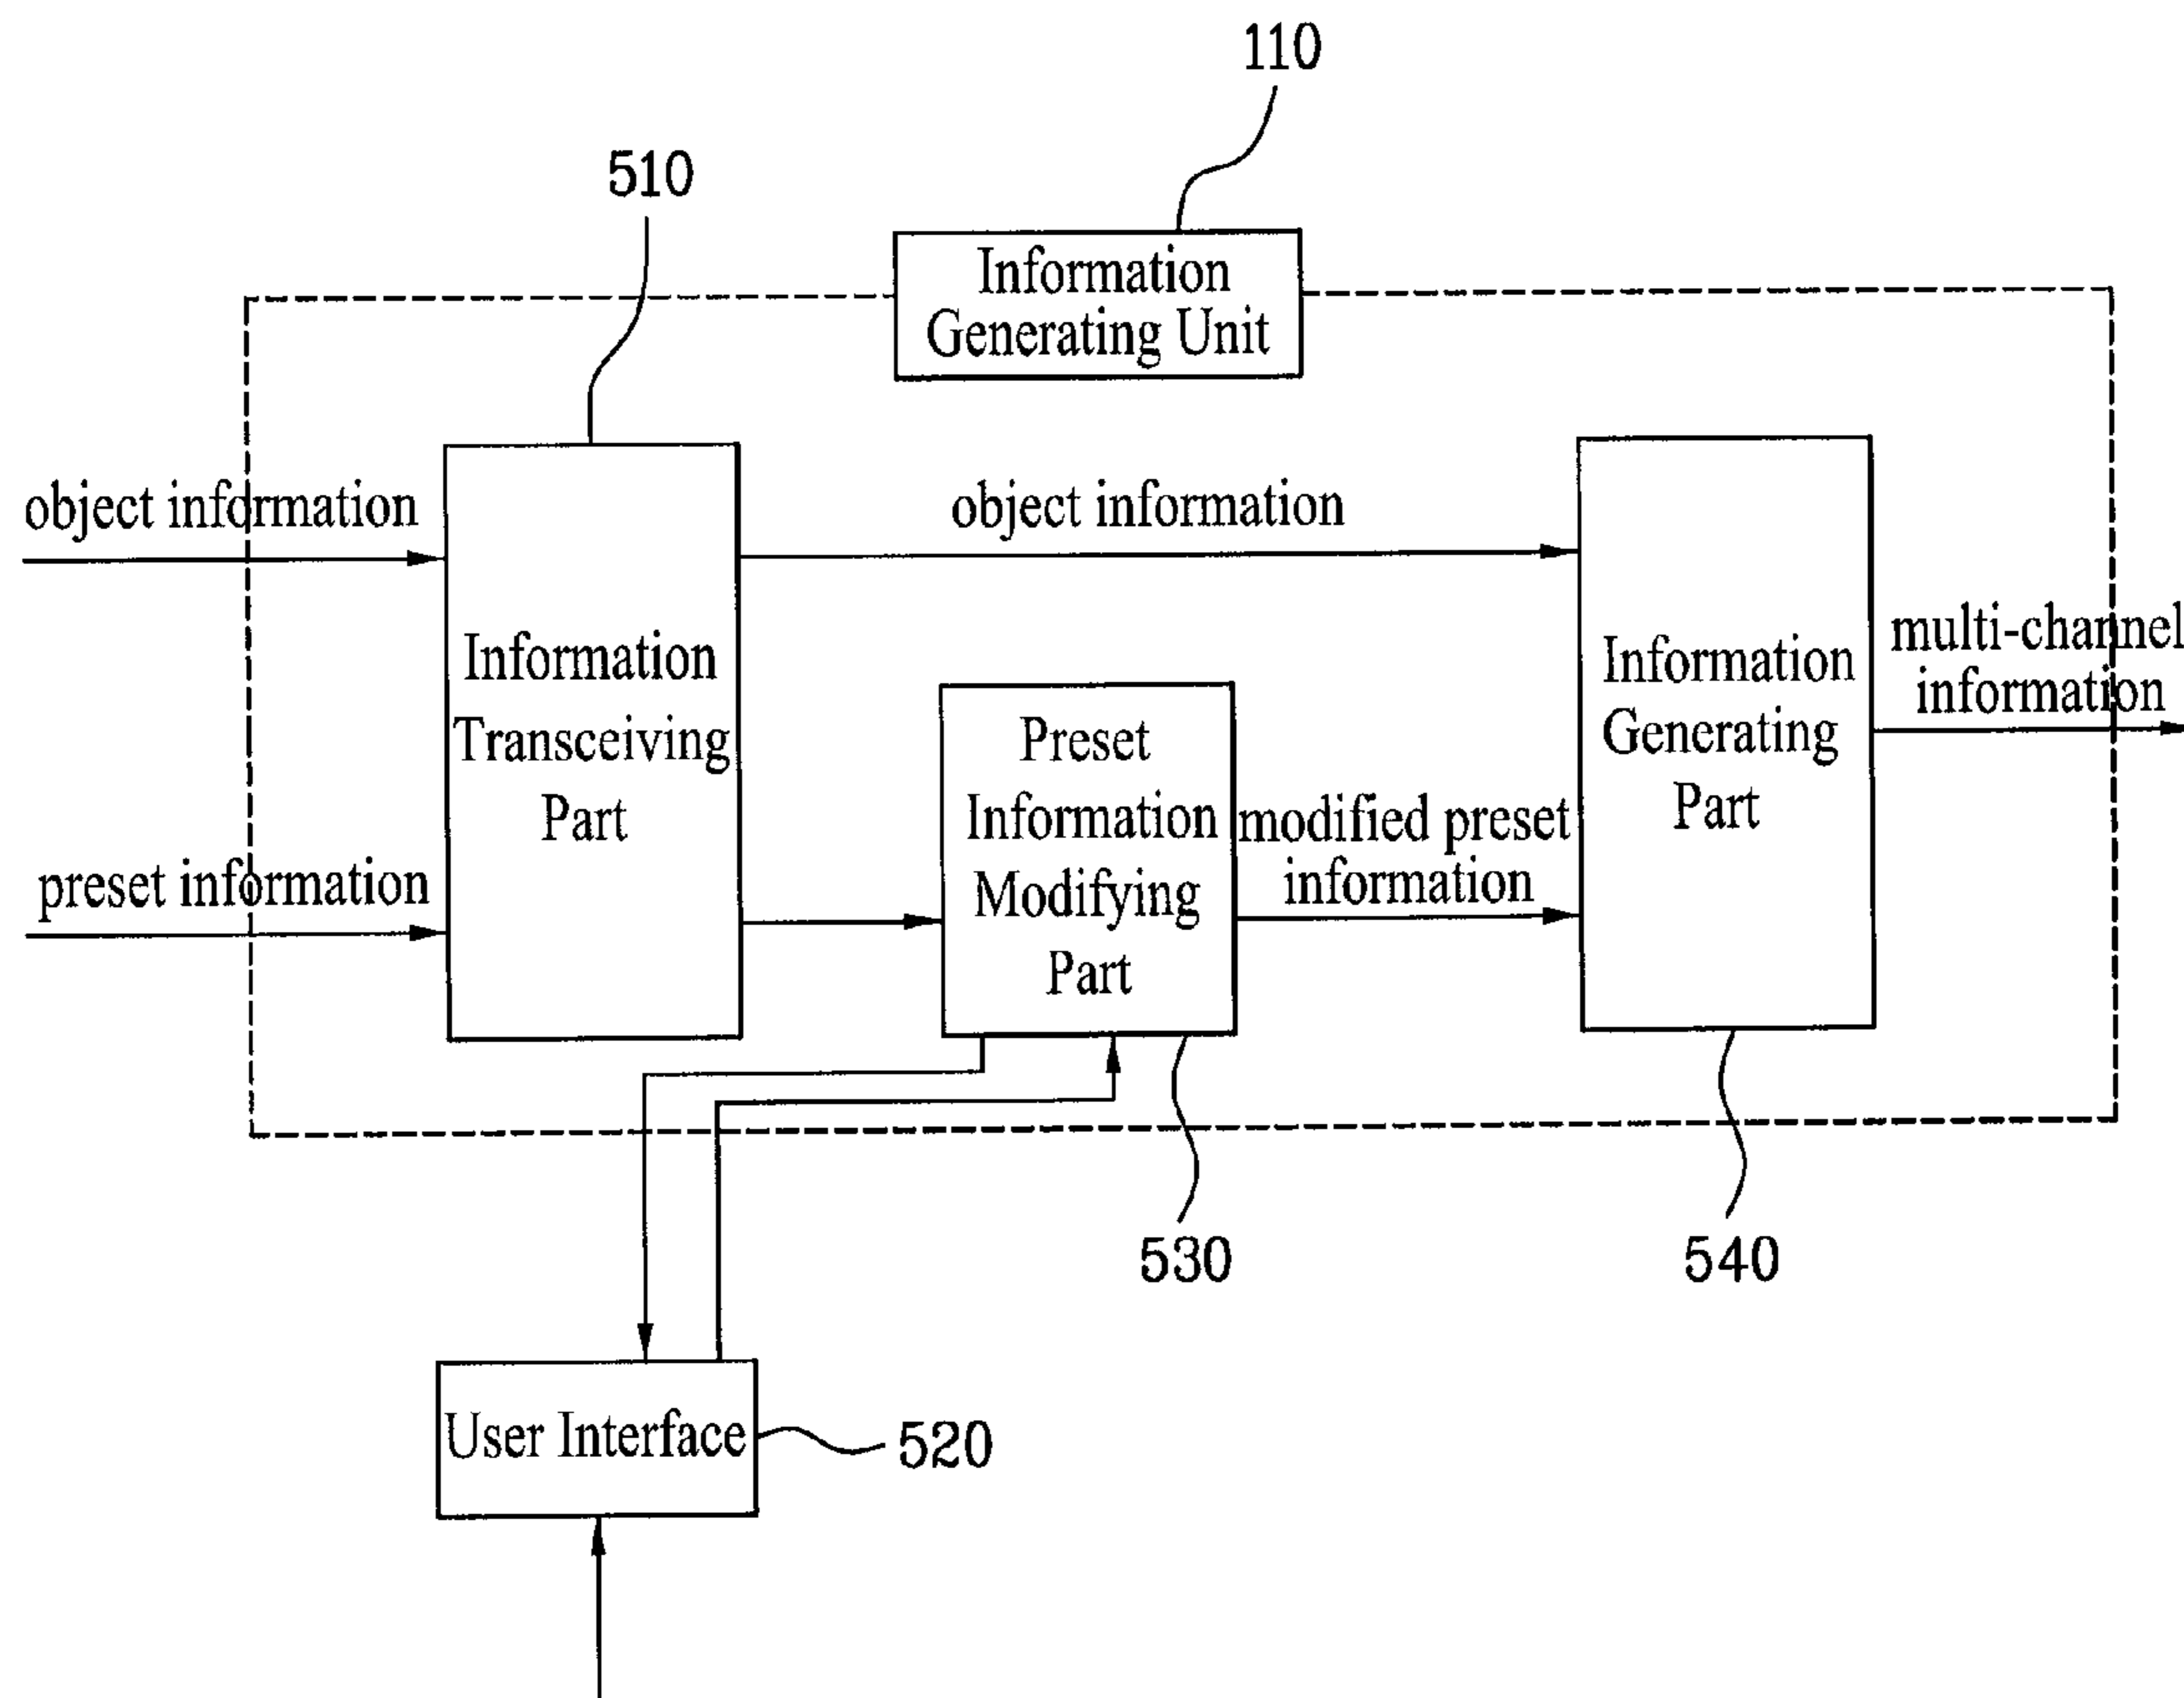 110
510
Information
Generating Unit
object information
object information
Information
Transceiving
Part
Information
Generating
Part
multi-channel
information
Preset
Information
Modifying
Part
modified preset
information
preset information
530
540
User Interface
520